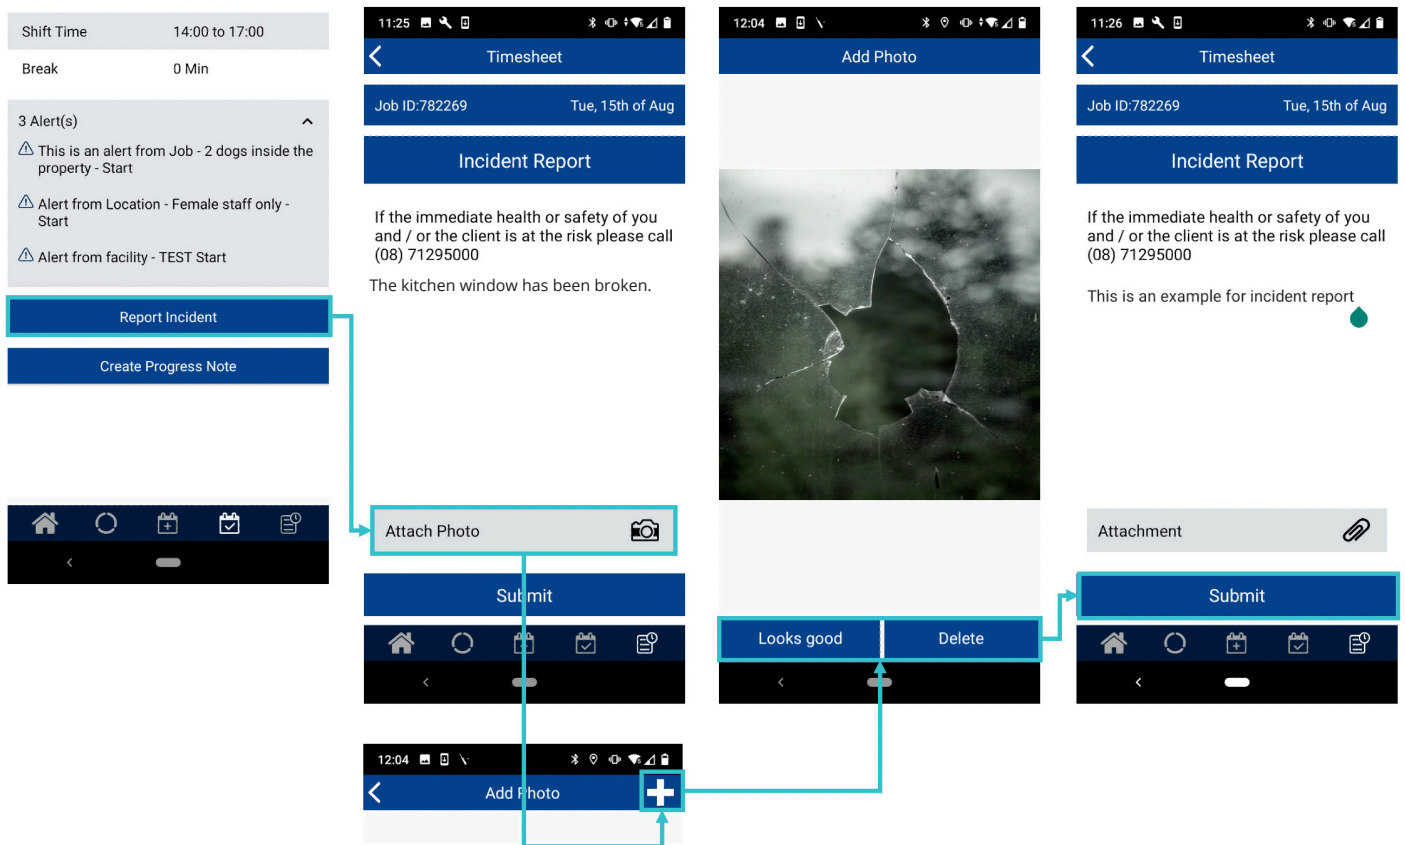 Shift Time 14:00 to 17:00
Break 0 Min
3 Alert(s)
This is an alert from Job - 2 dogs inside the
property - Start
Alert from Location - Female staff only -
Start
Alert from facility - TEST Start
Report Incident
Create Progress Note
11:25
Timesheet
Job ID:782269 Tue, 15th of Aug
Incident Report
If the immediate health or safety of you
and / or the client is at the risk please call
(08) 71295000
The kitchen window has been broken.
Attach Photo
Submit
12:04
Add Photo
12:04
Add Photo
Looks good Delete
11:26
Timesheet
Job ID:782269 Tue, 15th of Aug
Incident Report
If the immediate health or safety of you
and / or the client is at the risk please call
(08) 71295000
This is an example for incident report
Attachment
Submit